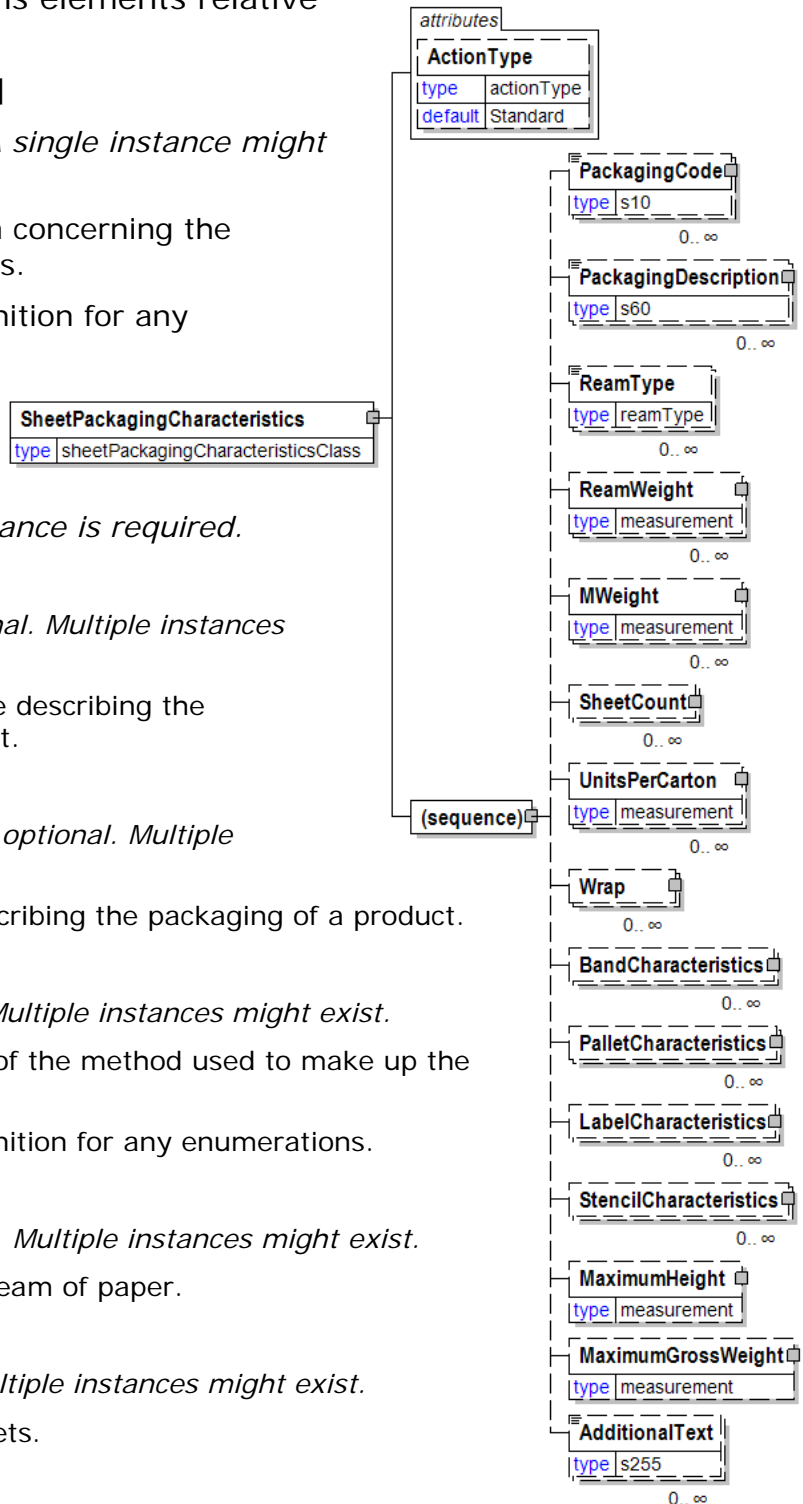 ns elements relative
single instance might
concerning the
s.
nition for any
ance is required.
nal. Multiple instances
e describing the
t.
optional. Multiple
cribing the packaging of a product.
Multiple instances might exist.
of the method used to make up the
nition for any enumerations.
Multiple instances might exist.
eam of paper.
ltiple instances might exist.
ets.
attributes
ActionType
type actionType
default Standard
SheetPackagingCharacteristics
type sheetPackagingCharacteristicsClass
(sequence)
PackagingCode
type s10
0.. ∞
PackagingDescription
type s60
0.. ∞
ReamType
type reamType
0.. ∞
ReamWeight
type measurement
0.. ∞
MWeight
type measurement
0.. ∞
SheetCount
0.. ∞
UnitsPerCarton
type measurement
0.. ∞
Wrap
0.. ∞
BandCharacteristics
0.. ∞
PalletCharacteristics
0.. ∞
LabelCharacteristics
0.. ∞
StencilCharacteristics
0.. ∞
MaximumHeight
type measurement
MaximumGrossWeight
type measurement
AdditionalText
type s255
0.. ∞